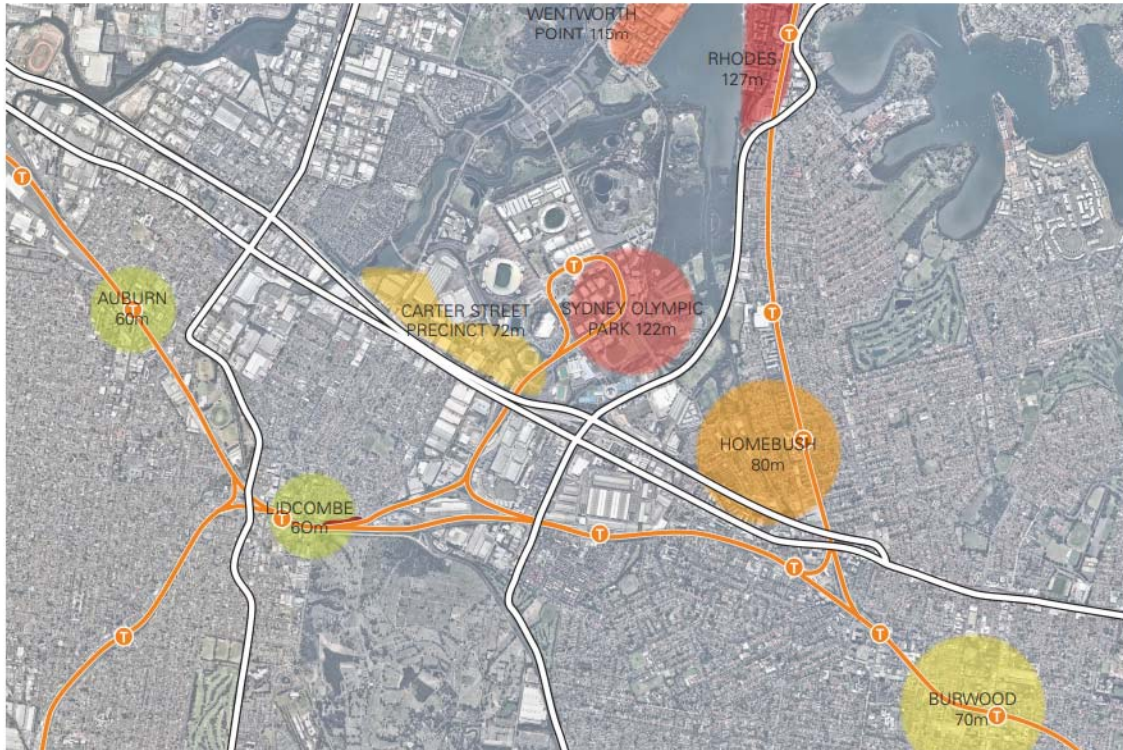 WENTWORTH
POINT 115m
RHODES
127m
AUBURN
60m
CARTER STREET
PRECINCT 72m
SYDNEY OLYMPIC
PARK 122m
HOMEBUSH
80m
LIDCOMBE
6Om
BURWOOD
70m
T
T
T
T
T
T
T
T
T
T
T
T